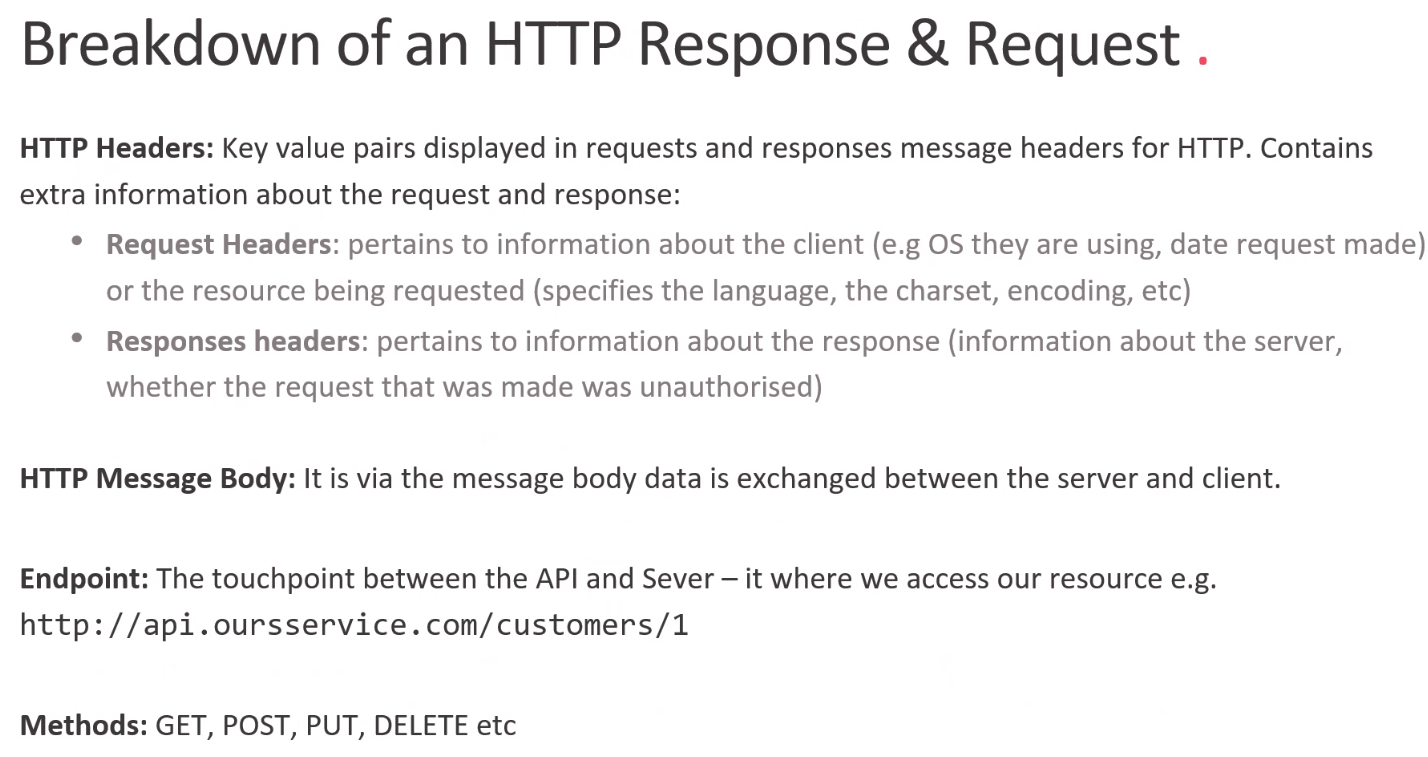 Breakdown of an HTTP Response & Request .
HTTP Headers: Key value pairs displayed in requests and responses message headers for HTTP. Contains
extra information about the request and response:
• Request Headers: pertains to information about the client (e.g OS they are using, date request made)
or the resource being requested (specifies the language, the charset, encoding, etc)
• Responses headers: pertains to information about the response (information about the server,
whether the request that was made was unauthorised)
HTTP Message Body: It is via the message body data is exchanged between the server and client.
Endpoint: The touchpoint between the API and Sever – it where we access our resource e.g.
http://api.oursservice.com/customers/1
Methods: GET, POST, PUT, DELETE etc